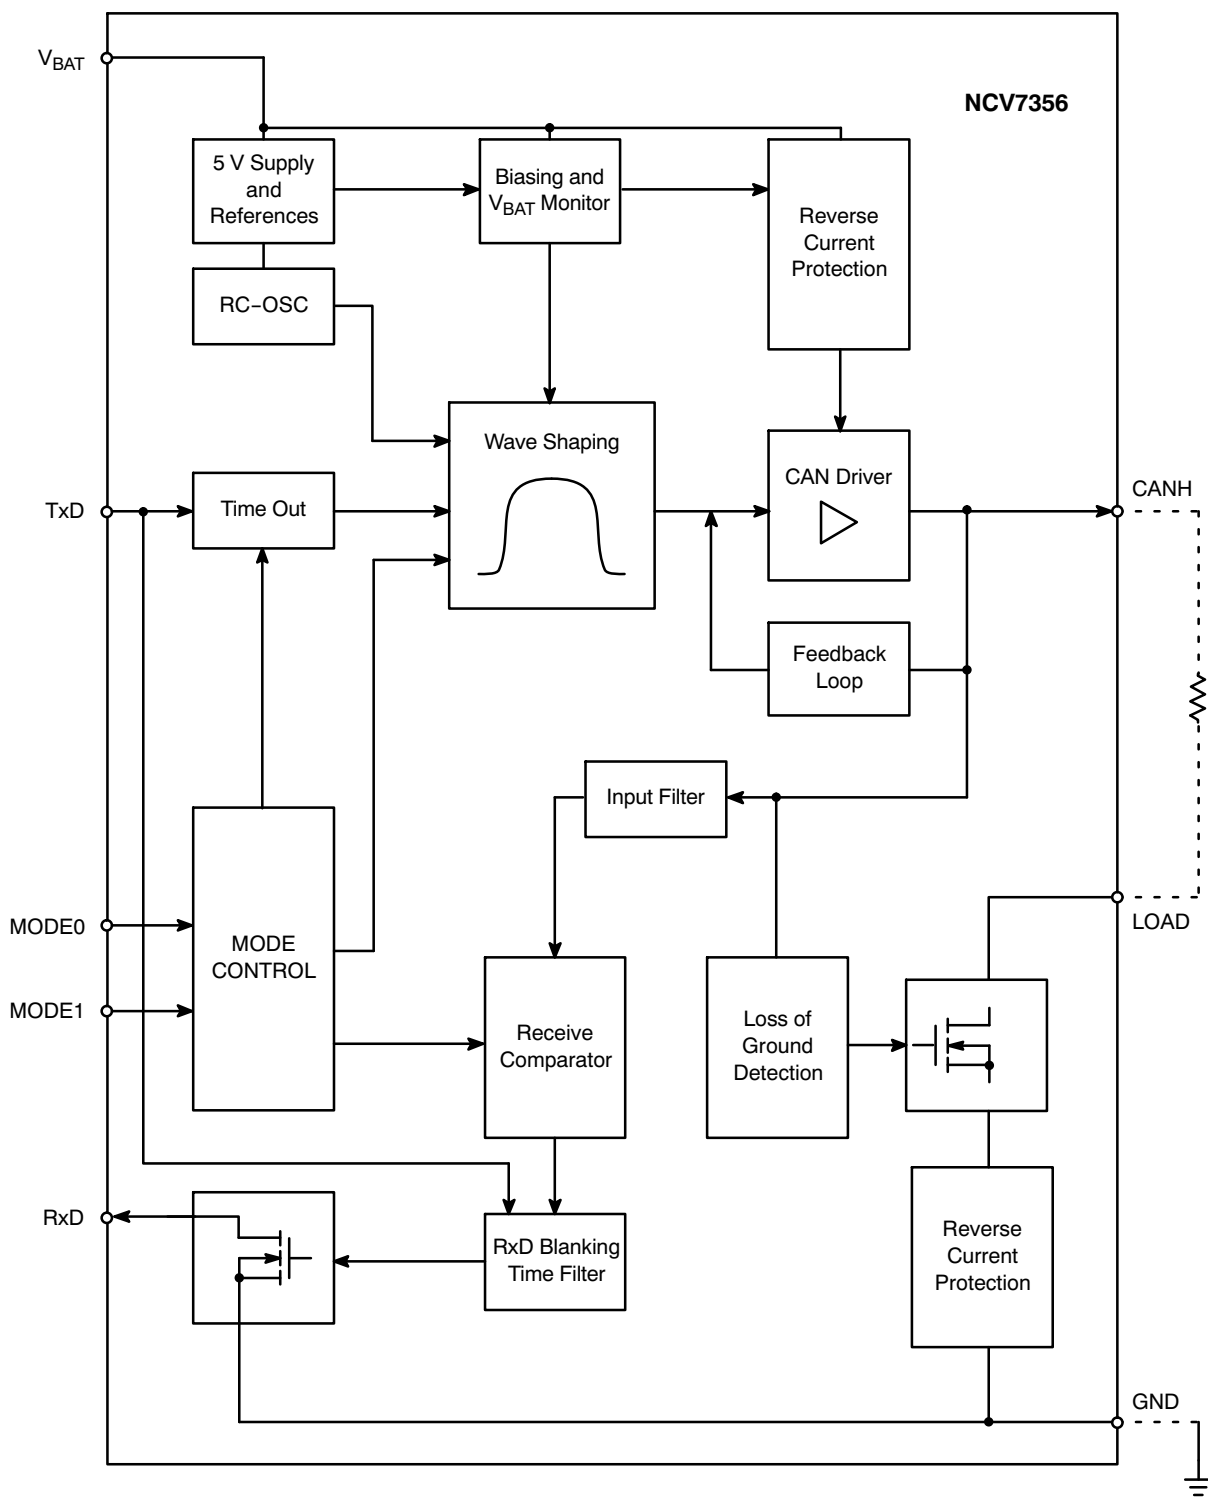 V_BAT
NCV7356
5 V Supply
and
References
Biasing and
V_BAT Monitor
Reverse
Current
Protection
RC-OSC
Wave Shaping
CAN Driver
CANH
TxD
Time Out
Feedback
Loop
Input Filter
MODE0
MODE
CONTROL
LOAD
MODE1
Receive
Comparator
Loss of
Ground
Detection
RxD
RxD Blanking
Time Filter
Reverse
Current
Protection
GND